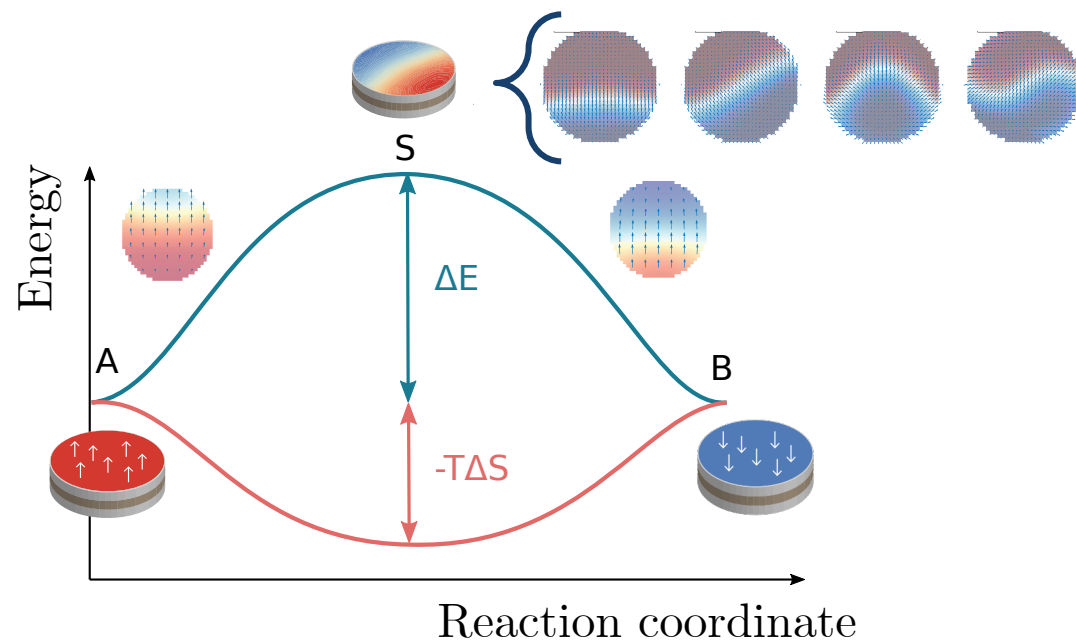 S
Energy
ΔE
A
B
-TΔS
Reaction coordinate